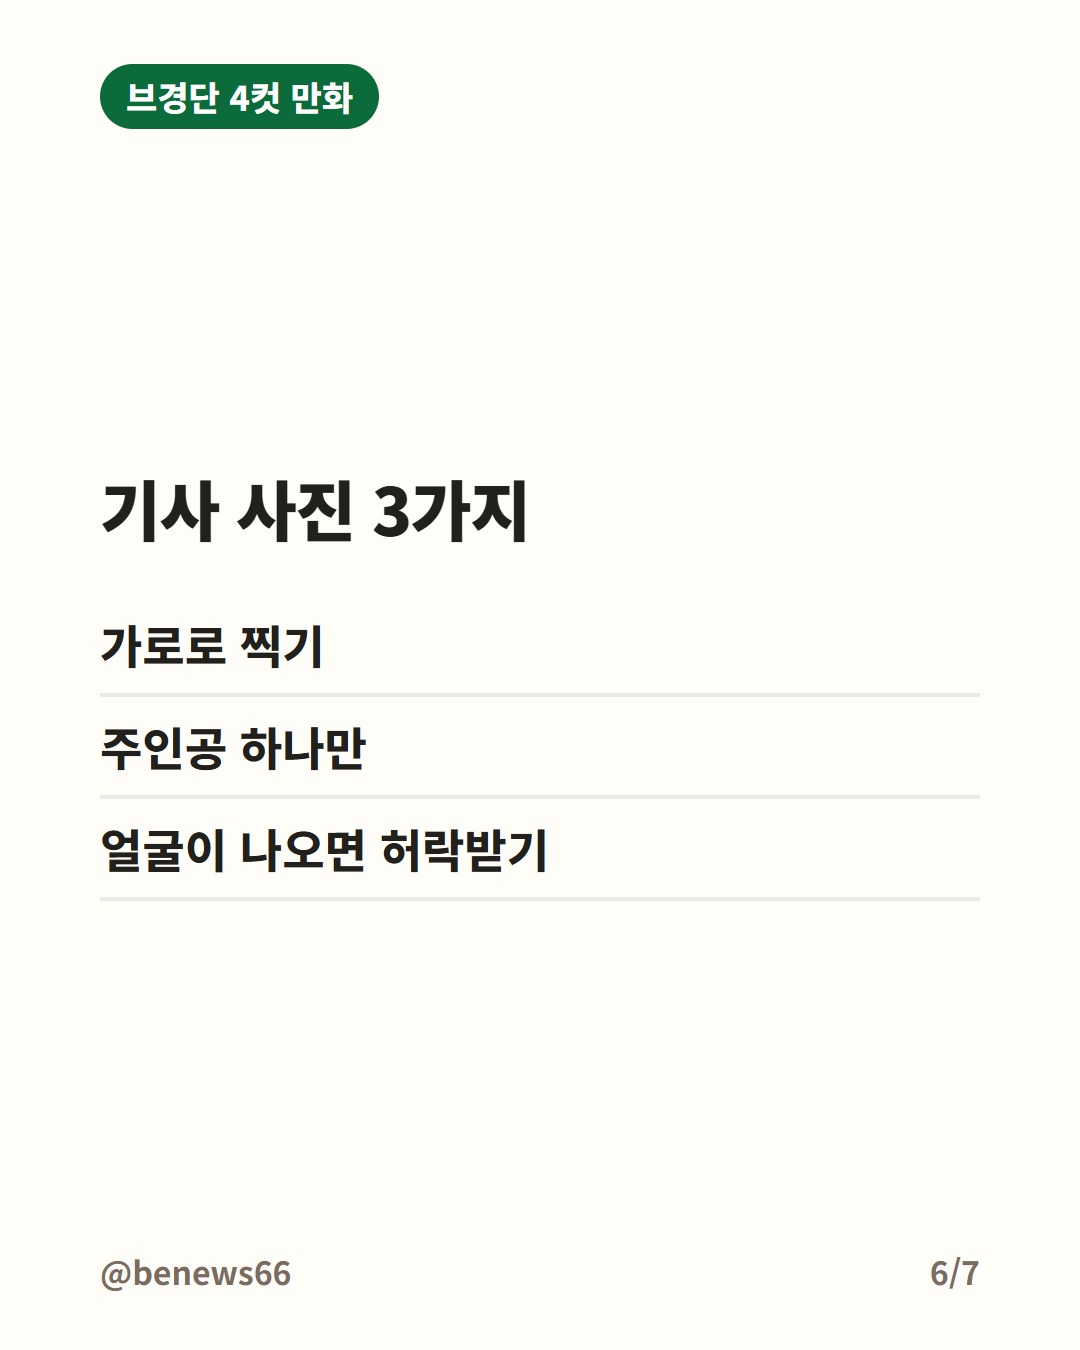 브경단 4컷 만화
기사 사진 3가지
가로로 찍기
주인공 하나만
얼굴이 나오면 허락받기
@benews66
6/7